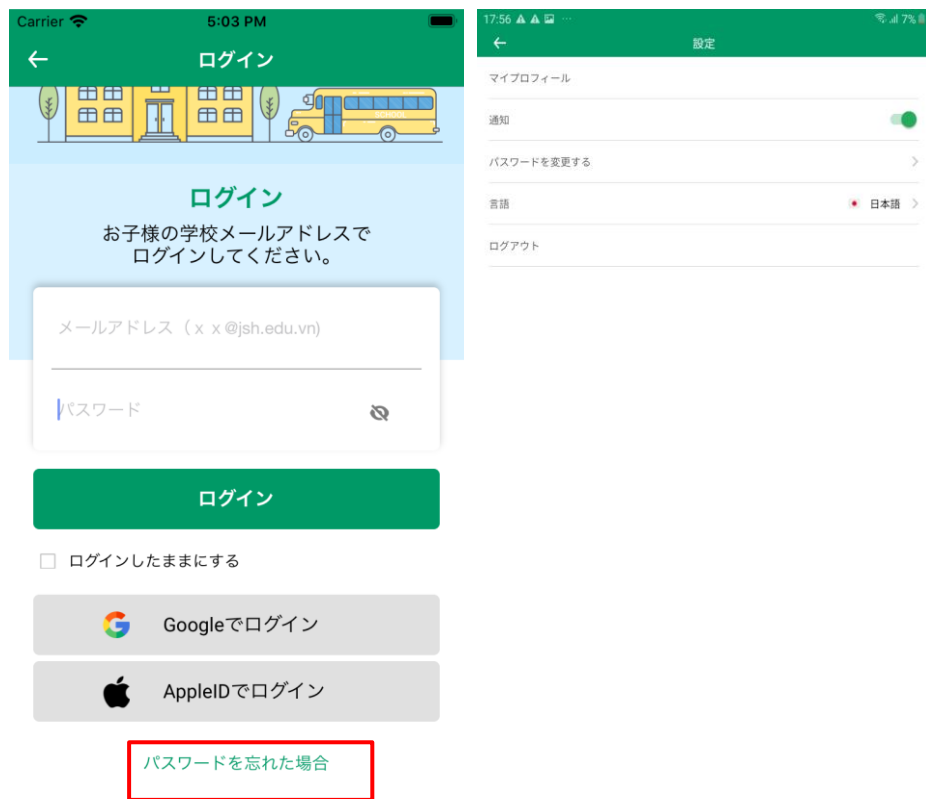 Carrier 5:03 PM
ログイン
SCHOOL
ログイン
お子様の学校メールアドレスで
ログインしてください。
メールアドレス（ｘｘ@jsh.edu.vn)
パスワード
ログイン
ログインしたままにする
Googleでログイン
AppleIDでログイン
パスワードを忘れた場合
17:56 7%
設定
マイプロフィール
通知
パスワードを変更する
言語 日本語
ログアウト